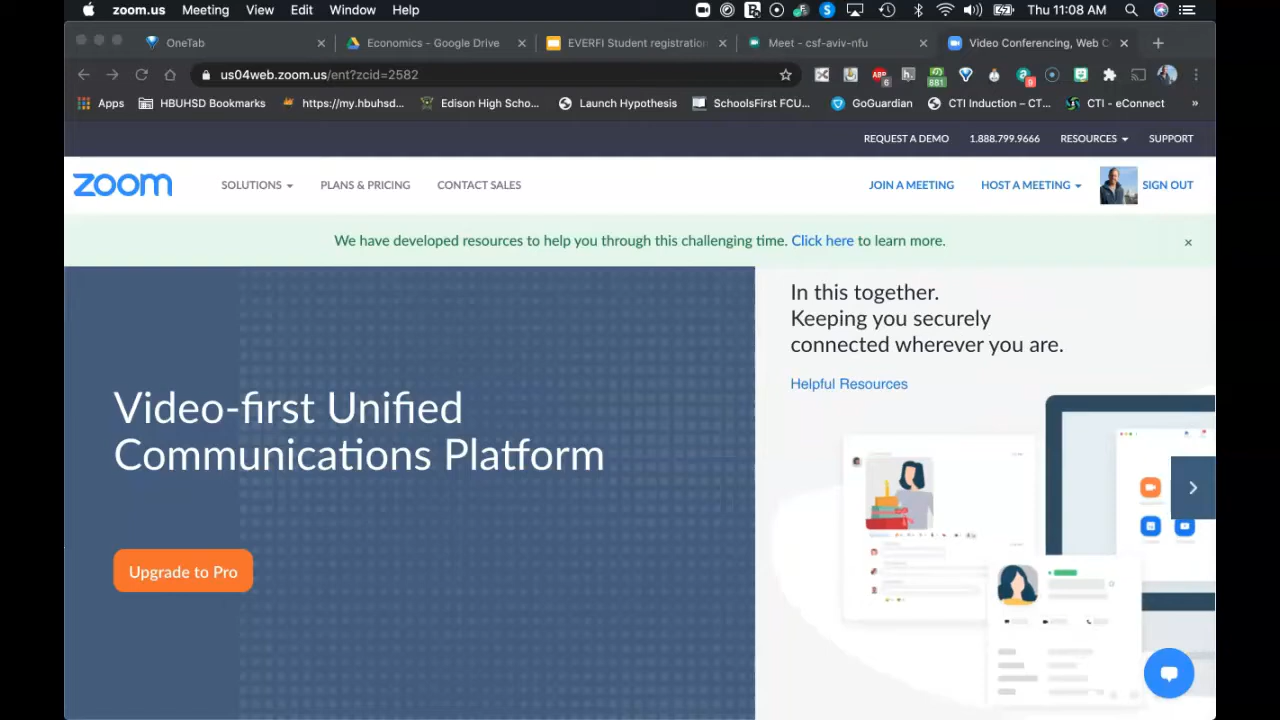 zoom.us Meeting View Edit Window Help Thu 11:08 AM
OneTab Economics - Google Drive EVERFI Student registration Meet - csf-aviv-nfu Video Conferencing, Web C
us04web.zoom.us/ent?zcid=2582
ABP 6 881 9
Apps HBUHSD Bookmarks https://my.hbuhsd... Edison High Scho... Launch Hypothesis SchoolsFirst FCU... GoGuardian CTI Induction – CT... CTI - eConnect »
REQUEST A DEMO 1.888.799.9666 RESOURCES SUPPORT
zoom SOLUTIONS PLANS & PRICING CONTACT SALES JOIN A MEETING HOST A MEETING SIGN OUT
We have developed resources to help you through this challenging time. Click here to learn more. ×
In this together.
Keeping you securely
connected wherever you are.
Helpful Resources
Video-first Unified
Communications Platform
Upgrade to Pro